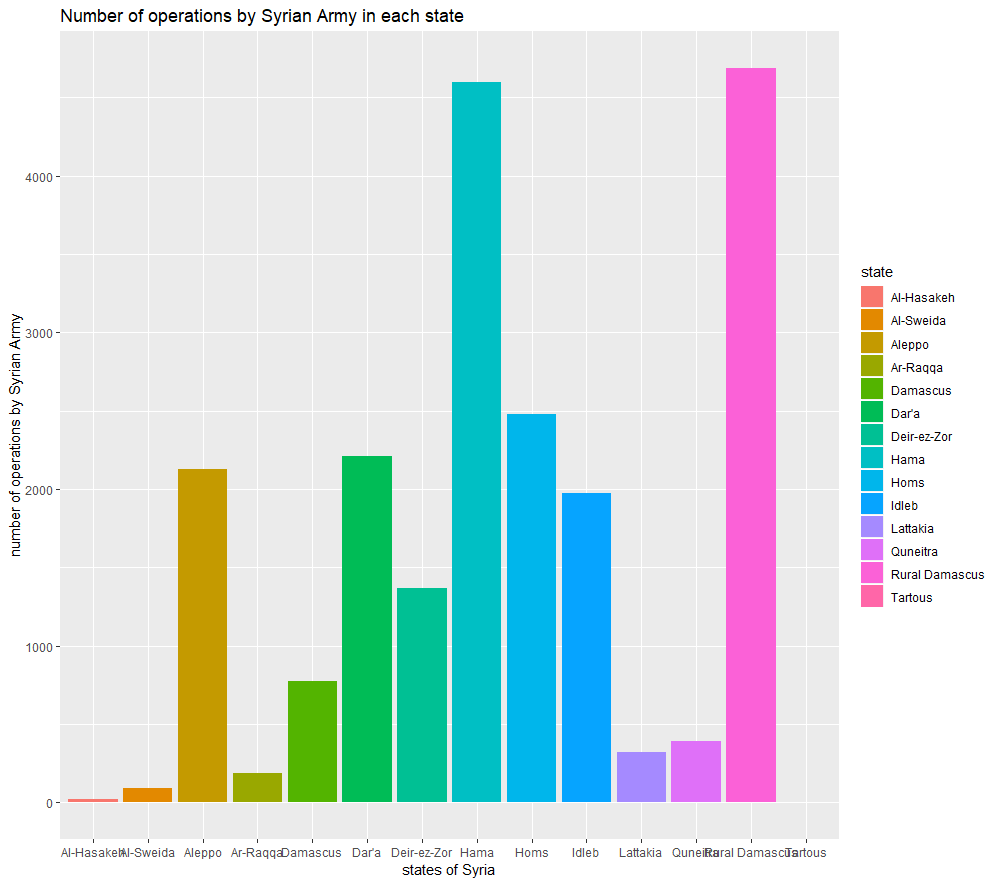 Number of operations by Syrian Army in each state
number of operations by Syrian Army
4000
3000
2000
1000
0
Al-Hasakeh Al-Sweida Aleppo Ar-Raqqa Damascus Dar'a Deir-ez-Zor Hama Homs Idleb Lattakia Quneitra Rural Damascus Tartous
states of Syria
state
Al-Hasakeh
Al-Sweida
Aleppo
Ar-Raqqa
Damascus
Dar'a
Deir-ez-Zor
Hama
Homs
Idleb
Lattakia
Quneitra
Rural Damascus
Tartous